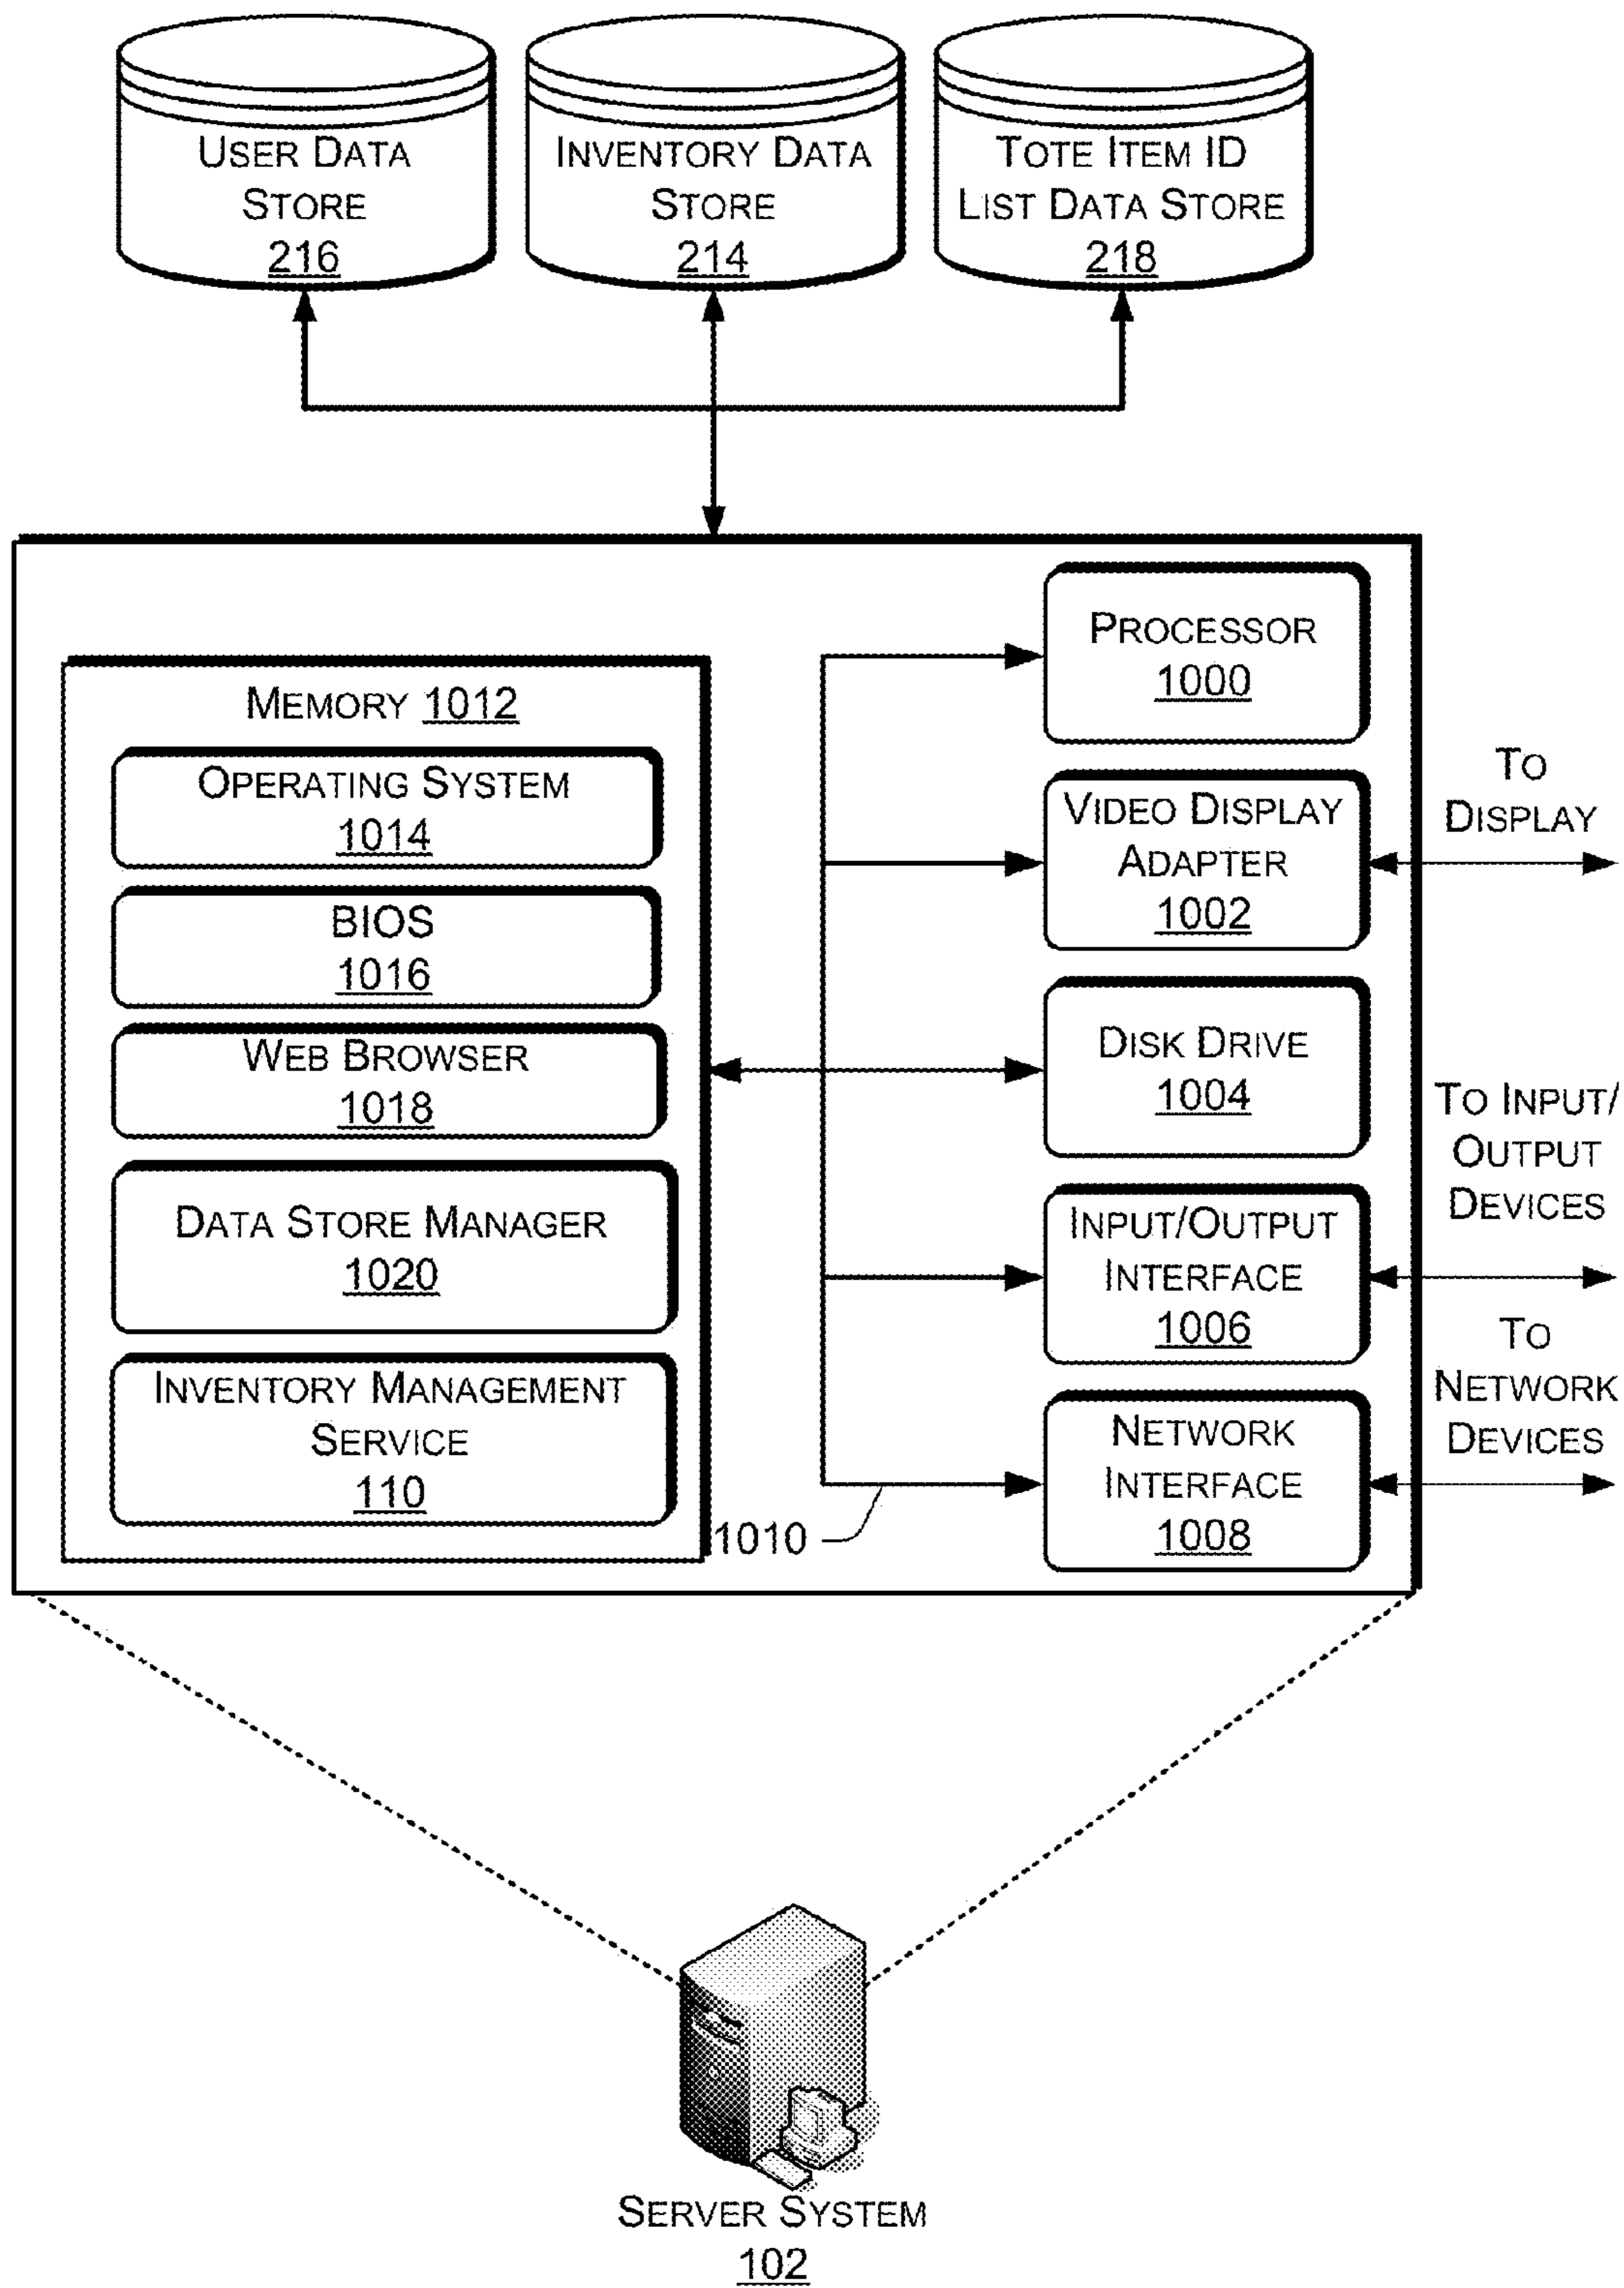 USER DATA
STORE
216
INVENTORY DATA
STORE
214
TOTE ITEM ID
LIST DATA STORE
218
MEMORY 1012
OPERATING SYSTEM
1014
BIOS
1016
WEB BROWSER
1018
DATA STORE MANAGER
1020
INVENTORY MANAGEMENT
SERVICE
110
PROCESSOR
1000
VIDEO DISPLAY
ADAPTER
1002
DISK DRIVE
1004
INPUT/OUTPUT
INTERFACE
1006
NETWORK
INTERFACE
1008
1010
TO
DISPLAY
TO INPUT/
OUTPUT
DEVICES
TO
NETWORK
DEVICES
SERVER SYSTEM
102